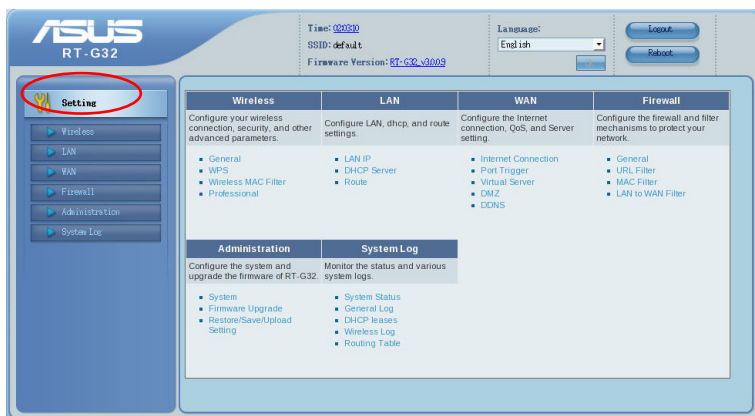 ASUS
RT-G32
Time: 020310
SSID: default
Firmware Version: RT-G32_v3.0.0.9
Language:
English
Logout
Reboot
Setting
Wireless
LAN
WAN
Firewall
Administration
System Log
Wireless
Configure your wireless
connection, security, and other
advanced parameters.
General
WPS
Wireless MAC Filter
Professional
LAN
Configure LAN, dhcp, and route
settings.
LAN IP
DHCP Server
Route
WAN
Configure the Internet
connection, QoS, and Server
setting.
Internet Connection
Port Trigger
Virtual Server
DMZ
DDNS
Firewall
Configure the firewall and filter
mechanisms to protect your
network.
General
URL Filter
MAC Filter
LAN to WAN Filter
Administration
Configure the system and
upgrade the firmware of RT-G32.
System
Firmware Upgrade
Restore/Save/Upload
Setting
System Log
Monitor the status and various
system logs.
System Status
General Log
DHCP leases
Wireless Log
Routing Table